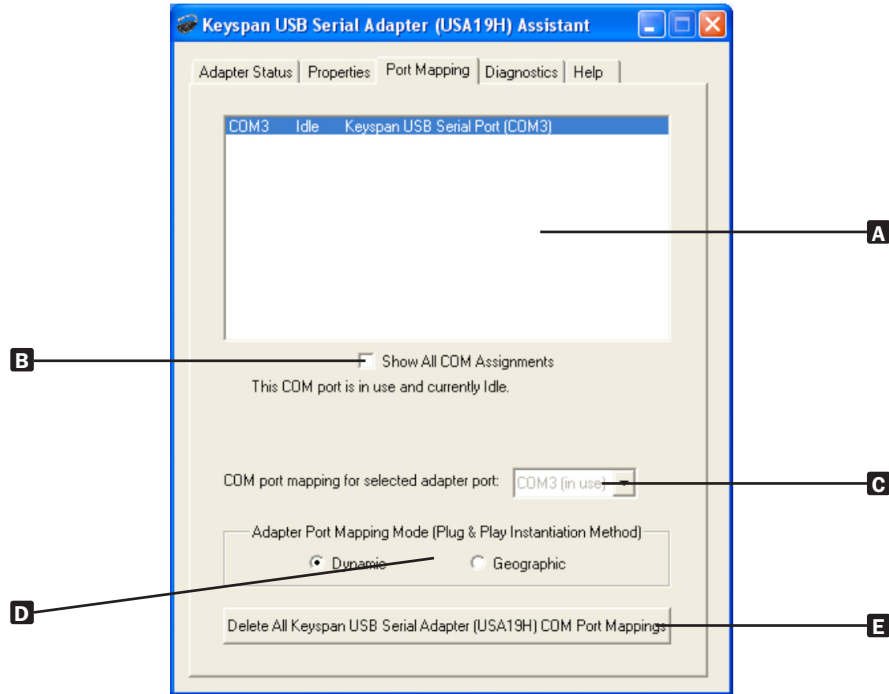 Keyspan USB Serial Adapter (USA19H) Assistant
Adapter Status Properties Port Mapping Diagnostics Help
COM3 Idle Keyspan USB Serial Port (COM3)
A
B
Show All COM Assignments
This COM port is in use and currently Idle.
COM port mapping for selected adapter port: COM3 (in use)
C
Adapter Port Mapping Mode (Plug & Play Instantiation Method)
Dynamic Geographic
D
Delete All Keyspan USB Serial Adapter (USA19H) COM Port Mappings
E